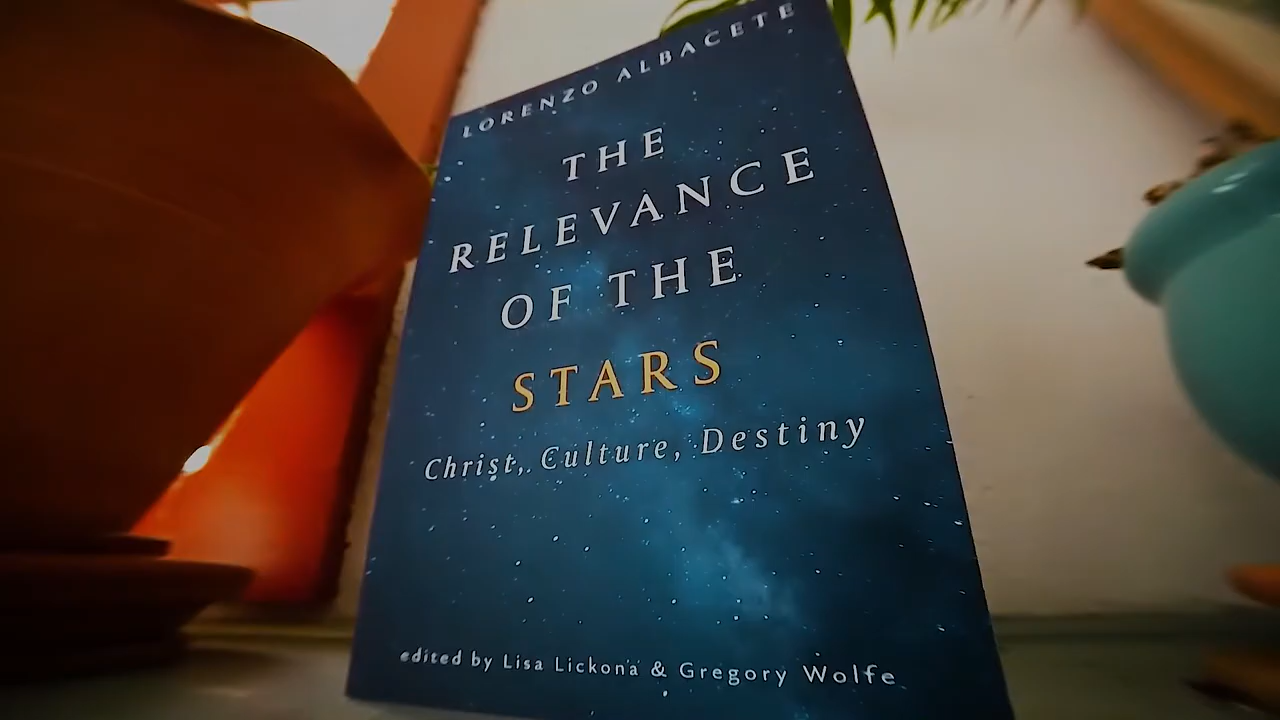 LORENZO ALBACETE
THE
RELEVANCE
OF THE
STARS
Christ, Culture, Destiny
edited by Lisa Lickona & Gregory Wolfe